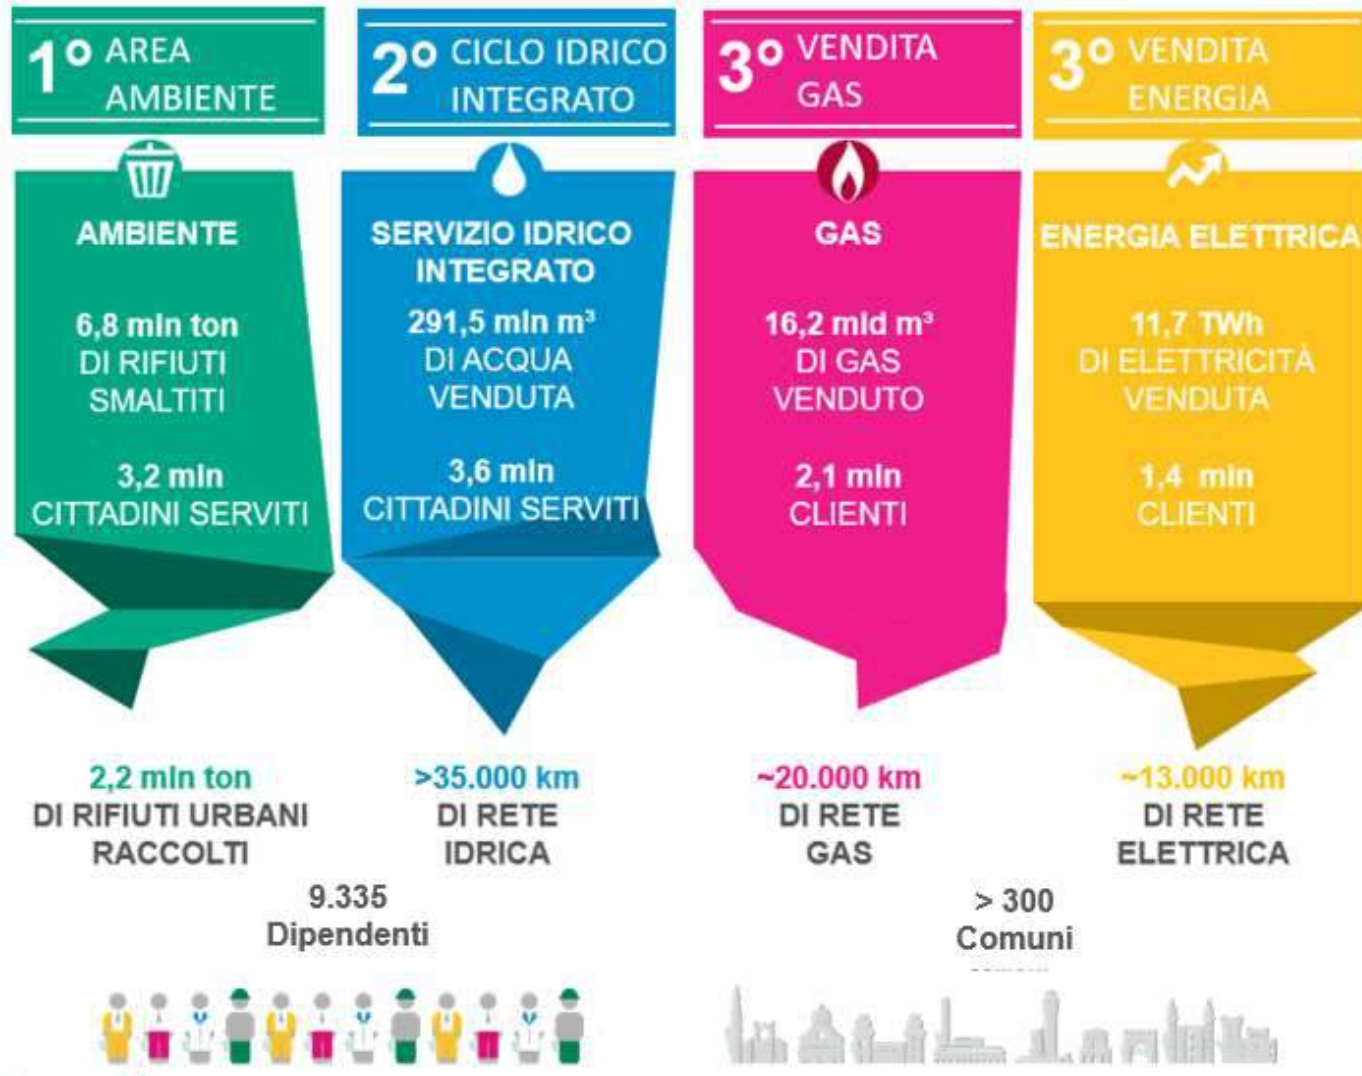 1° AREA
AMBIENTE
2° CICLO IDRICO
INTEGRATO
3° VENDITA
GAS
3° VENDITA
ENERGIA
AMBIENTE
6,8 mln ton
DI RIFIUTI
SMALTITI
3,2 mln
CITTADINI SERVITI
SERVIZIO IDRICO
INTEGRATO
291,5 mln m³
DI ACQUA
VENDUTA
3,6 mln
CITTADINI SERVITI
GAS
16,2 mld m³
DI GAS
VENDUTO
2,1 mln
CLIENTI
ENERGIA ELETTRICA
11,7 TWh
DI ELETTRICITÀ
VENDUTA
1,4 mln
CLIENTI
2,2 mln ton
DI RIFIUTI URBANI
RACCOLTI
>35.000 km
DI RETE
IDRICA
~20.000 km
DI RETE
GAS
~13.000 km
DI RETE
ELETTRICA
9.335
Dipendenti
> 300
Comuni